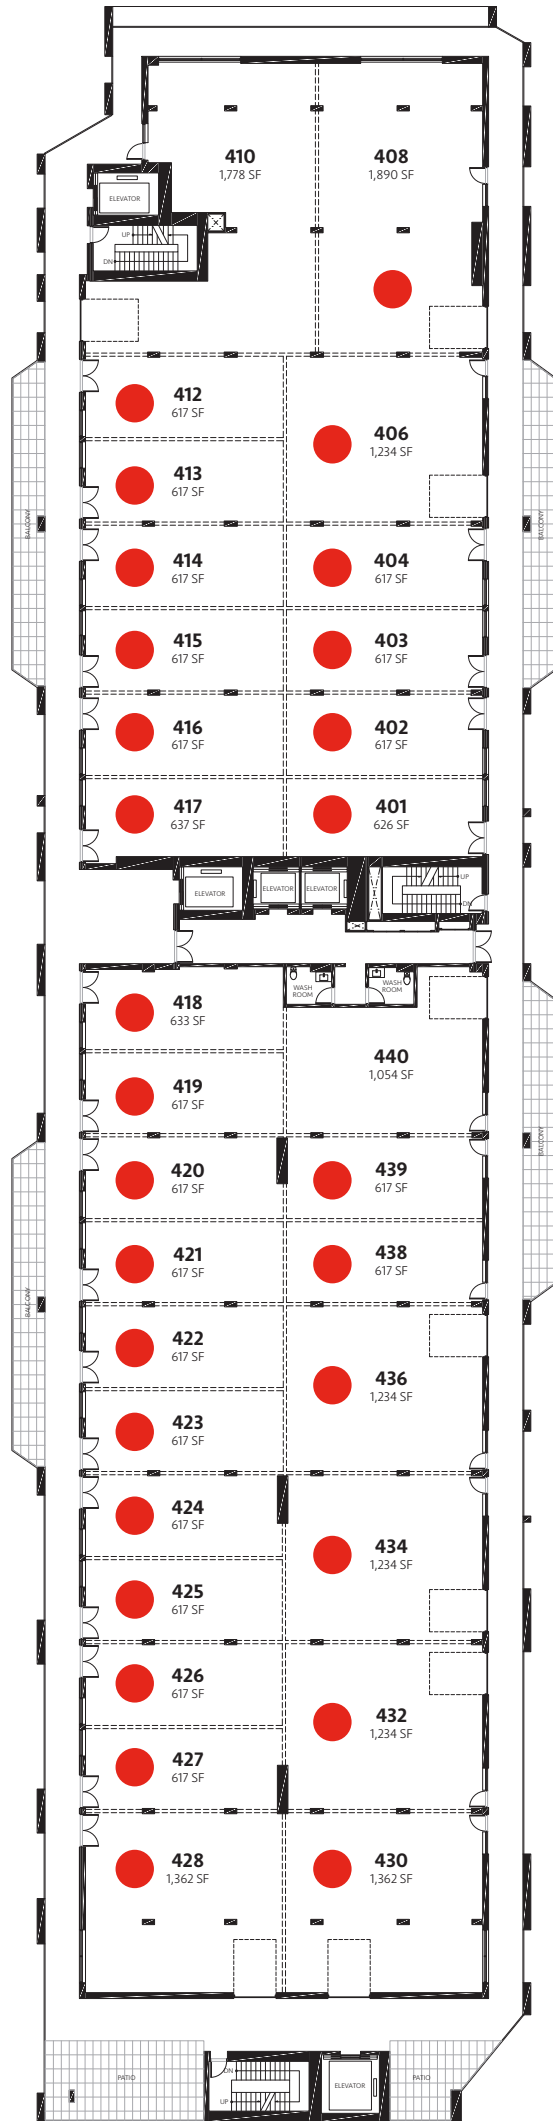 410
1,778 SF
408
1,890 SF
ELEVATOR
UP
DN
412
617 SF
406
1,234 SF
413
617 SF
BALCONY
BALCONY
414
617 SF
404
617 SF
415
617 SF
403
617 SF
416
617 SF
402
617 SF
417
637 SF
401
626 SF
ELEVATOR
ELEVATOR
ELEVATOR
UP
DN
418
633 SF
WASH
ROOM
WASH
ROOM
440
1,054 SF
419
617 SF
BALCONY
420
617 SF
439
617 SF
421
617 SF
438
617 SF
BALCONY
422
617 SF
436
1,234 SF
423
617 SF
424
617 SF
434
1,234 SF
425
617 SF
426
617 SF
432
1,234 SF
427
617 SF
428
1,362 SF
430
1,362 SF
PATIO
DN
UP
ELEVATOR
PATIO